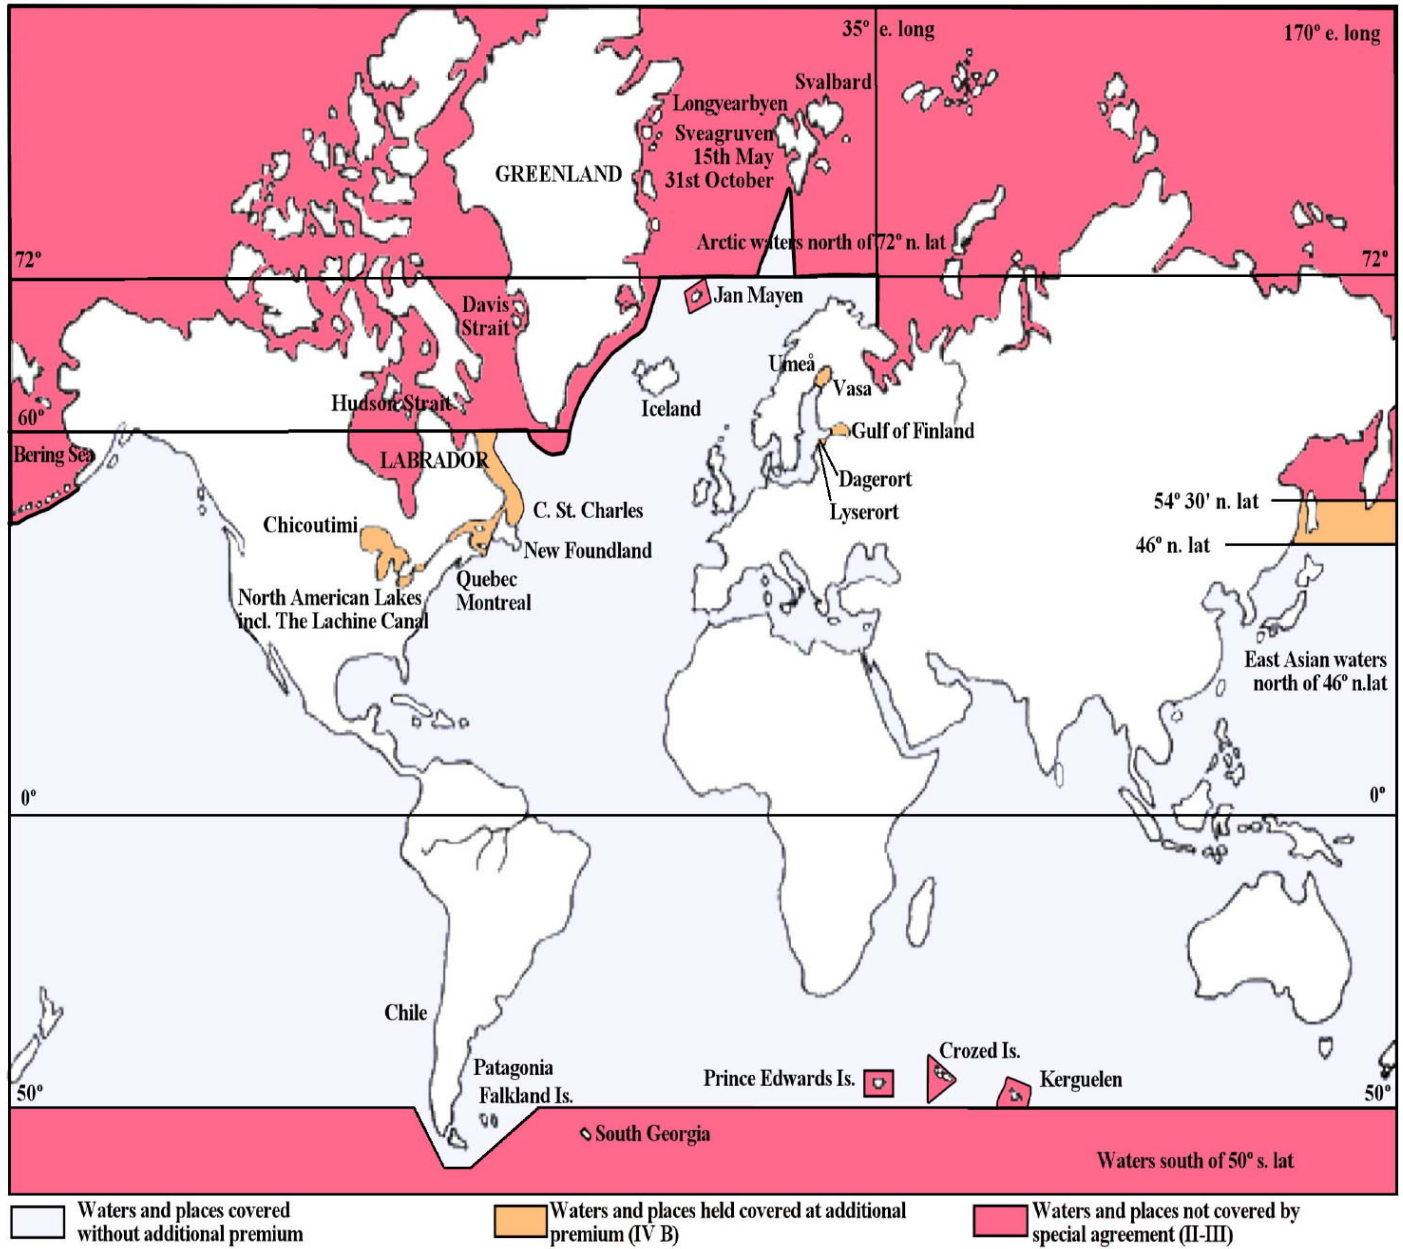 35° e. long
170° e. long
Svalbard
Longyearbyen
Sveagruven
15th May
31st October
GREENLAND
Arctic waters north of 72° n. lat
72°
72°
Jan Mayen
Davis
Strait
Umeå
Vasa
Iceland
Hudson Strait
60°
Gulf of Finland
Bering Sea
LABRADOR
Dagerort
54° 30' n. lat
Lyserort
C. St. Charles
Chicoutimi
46° n. lat
New Foundland
Quebec
Montreal
North American Lakes
incl. The Lachine Canal
East Asian waters
north of 46° n.lat
0°
0°
Chile
Patagonia
Falkland Is.
Crozed Is.
Prince Edwards Is.
Kerguelen
50°
50°
South Georgia
Waters south of 50° s. lat
Waters and places covered
without additional premium
Waters and places held covered at additional
premium (IV B)
Waters and places not covered by
special agreement (II-III)